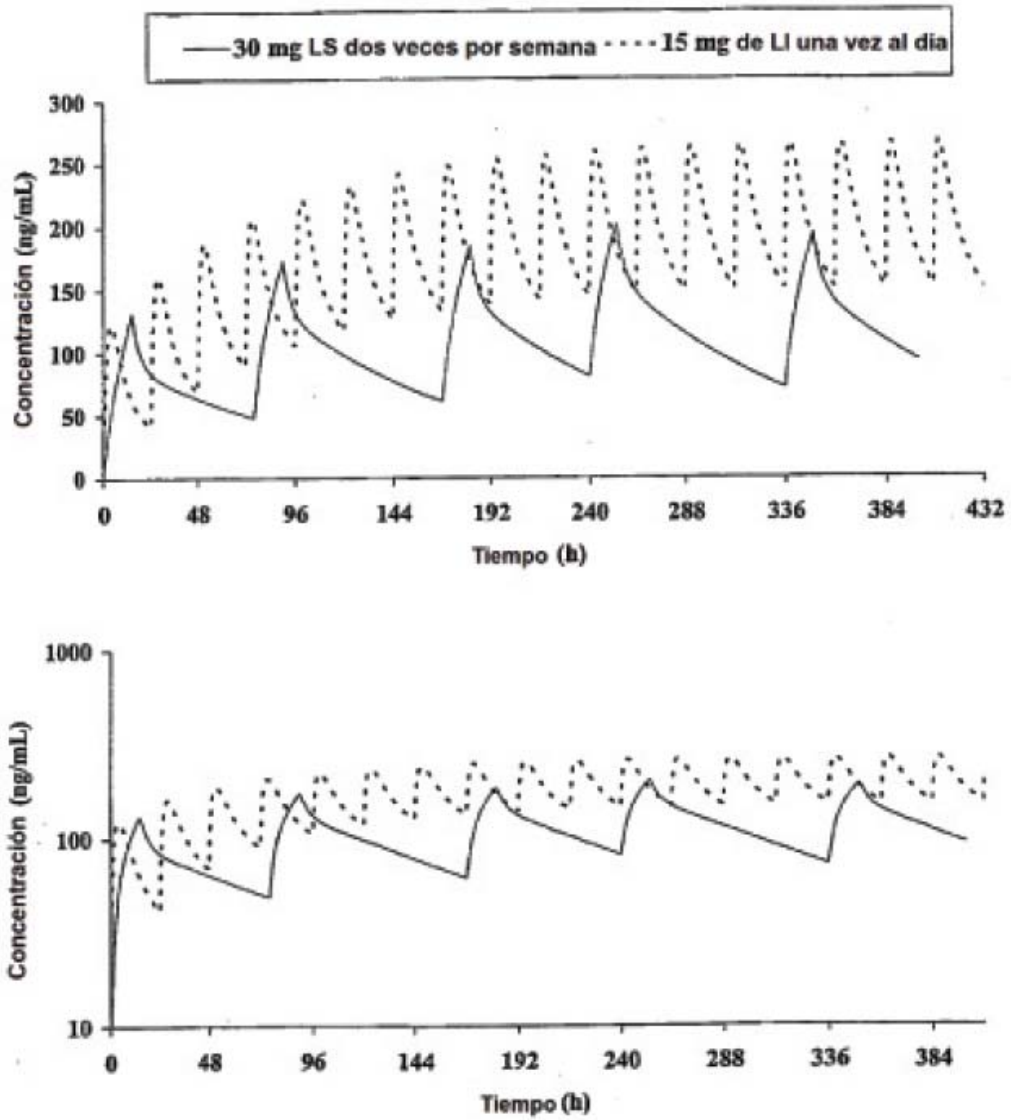 30 mg LS dos veces por semana 15 mg de LI una vez al dia
Concentración (ng/mL)
300
250
200
150
100
50
0
0 48 96 144 192 240 288 336 384 432
Tiempo (h)
Concentración (ng/mL)
1000
100
10
0 48 96 144 192 240 288 336 384
Tiempo (h)